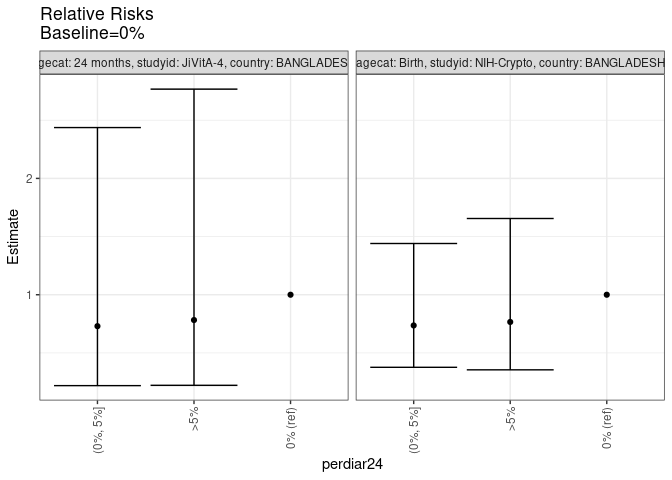 Relative Risks
Baseline=0%
gecat: 24 months, studyid: JiVitA-4, country: BANGLADES
agecat: Birth, studyid: NIH-Crypto, country: BANGLADESH
Estimate
2
1
(0%, 5%]
>5%
0% (ref)
(0%, 5%]
>5%
0% (ref)
perdiar24